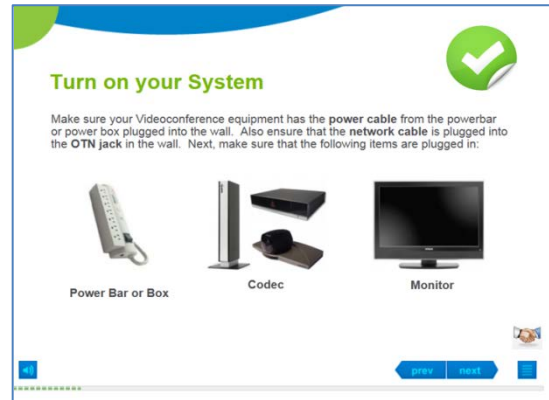 Turn on your System
Make sure your Videoconference equipment has the power cable from the powerbar
or power box plugged into the wall.  Also ensure that the network cable is plugged into
the OTN jack in the wall.  Next, make sure that the following items are plugged in:
Power Bar or Box
Codec
Monitor
prev
next